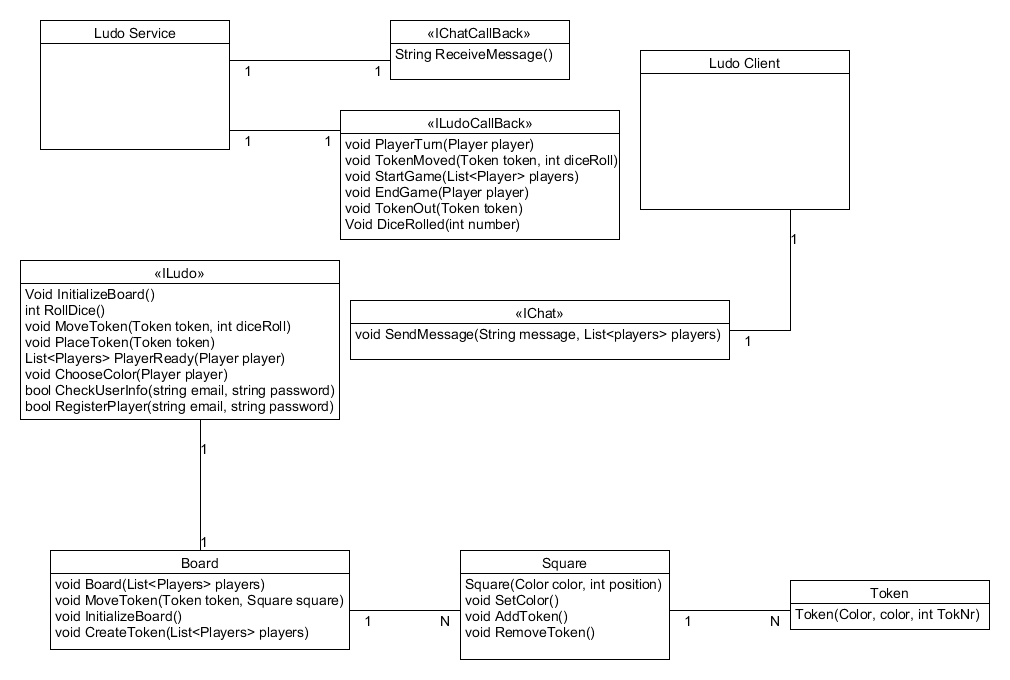 Ludo Service
1
1
«IChatCallBack»
String ReceiveMessage()
1
1
«ILudoCallBack»
void PlayerTurn(Player player)
void TokenMoved(Token token, int diceRoll)
void StartGame(List<Player> players)
void EndGame(Player player)
void TokenOut(Token token)
Void DiceRolled(int number)
Ludo Client
1
«IChat»
void SendMessage(String message, List<players> players)
1
«ILudo»
Void InitializeBoard()
int RollDice()
void MoveToken(Token token, int diceRoll)
void PlaceToken(Token token)
List<Players> PlayerReady(Player player)
void ChooseColor(Player player)
bool CheckUserInfo(string email, string password)
bool RegisterPlayer(string email, string password)
1
1
Board
void Board(List<Players> players)
void MoveToken(Token token, Square square)
void InitializeBoard()
void CreateToken(List<Players> players)
1
N
Square
Square(Color color, int position)
void SetColor()
void AddToken()
void RemoveToken()
1
N
Token
Token(Color, color, int TokNr)